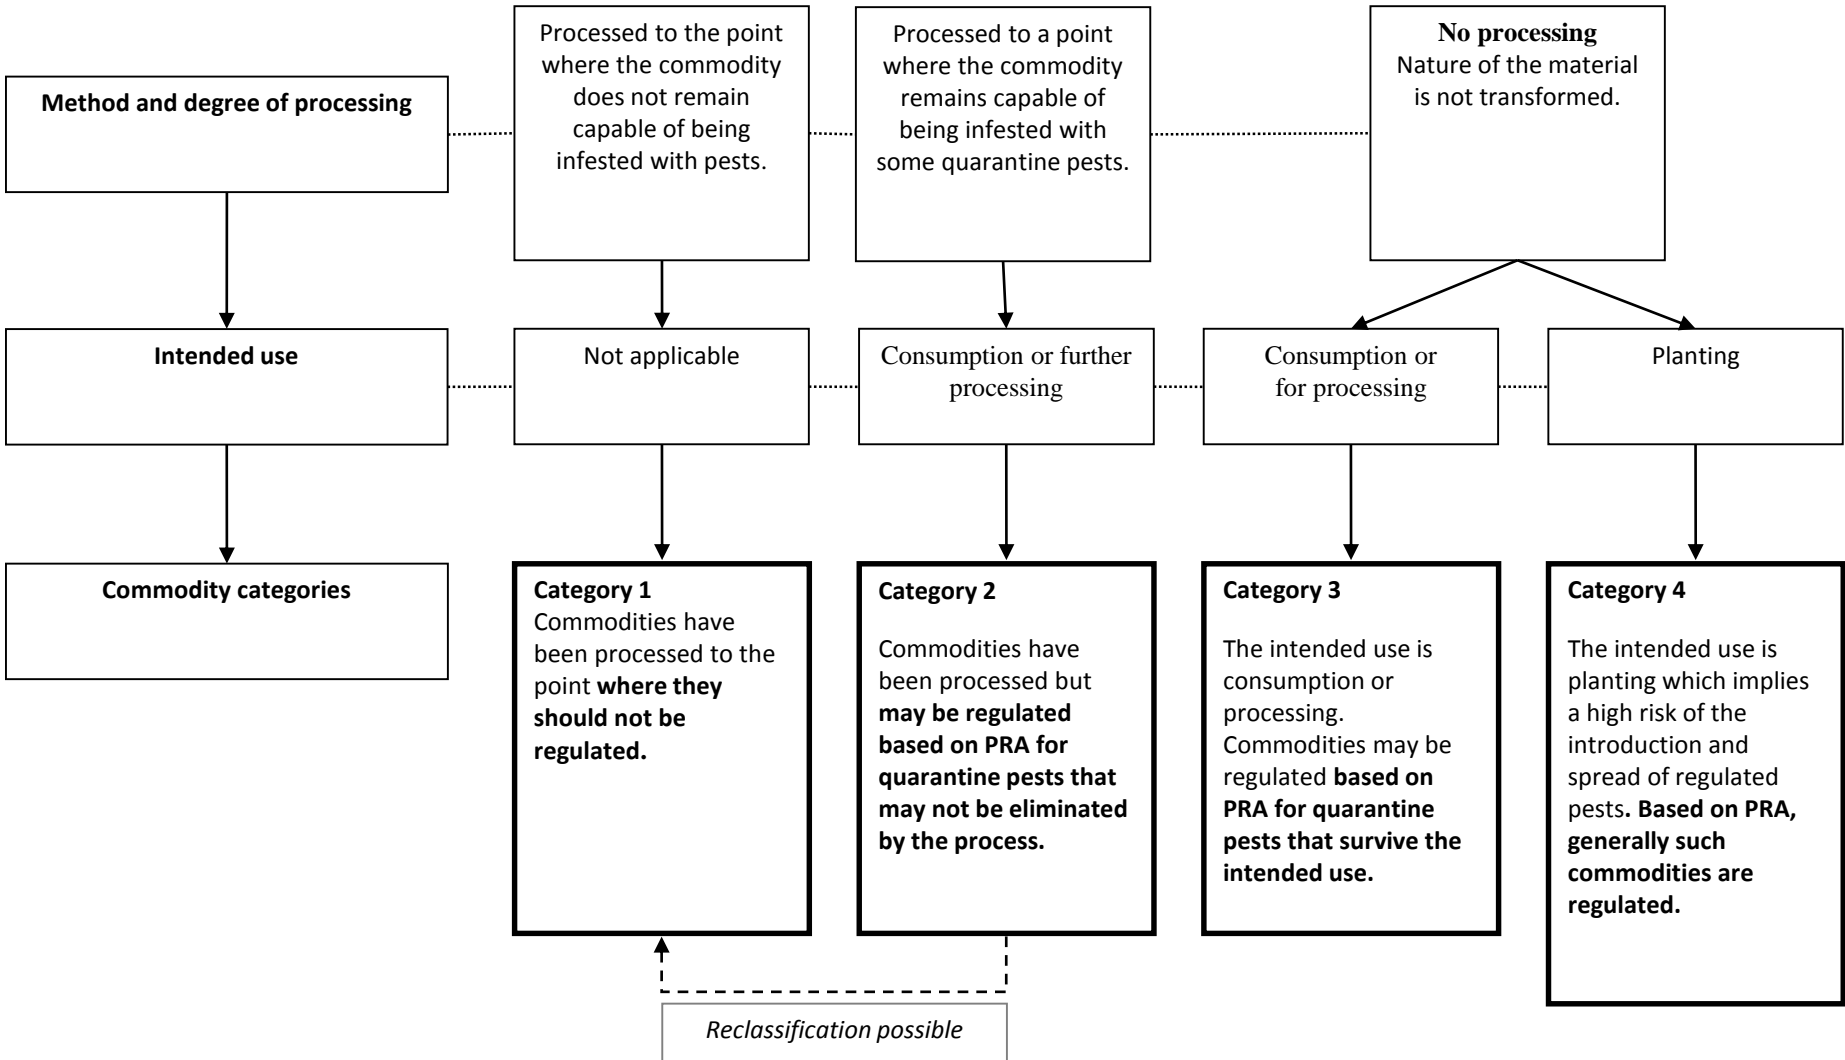 Method and degree of processing
Processed to the point
where the commodity
does not remain
capable of being
infested with pests.
Processed to a point
where the commodity
remains capable of
being infested with
some quarantine pests.
No processing
Nature of the material
is not transformed.
Intended use
Not applicable
Consumption or further
processing
Consumption or
for processing
Planting
Commodity categories
Category 1
Commodities have
been processed to the
point where they
should not be
regulated.
Category 2
Commodities have
been processed but
may be regulated
based on PRA for
quarantine pests that
may not be eliminated
by the process.
Category 3
The intended use is
consumption or
processing.
Commodities may be
regulated based on
PRA for quarantine
pests that survive the
intended use.
Category 4
The intended use is
planting which implies
a high risk of the
introduction and
spread of regulated
pests. Based on PRA,
generally such
commodities are
regulated.
Reclassification possible